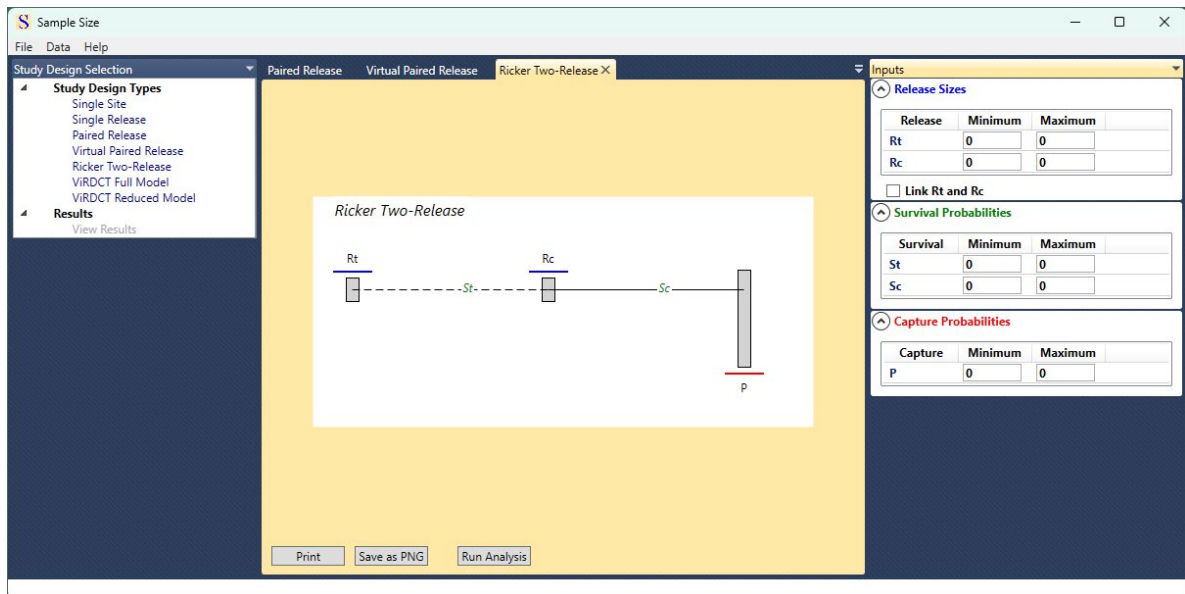 S Sample Size
File Data Help
Study Design Selection
Study Design Types
Single Site
Single Release
Paired Release
Virtual Paired Release
Ricker Two-Release
ViRDCT Full Model
ViRDCT Reduced Model
Results
View Results
Paired Release Virtual Paired Release Ricker Two-Release
Ricker Two-Release
Rt Rc
St Sc
P
Print Save as PNG Run Analysis
Inputs
Release Sizes
Release Minimum Maximum
Rt 0 0
Rc 0 0
Link Rt and Rc
Survival Probabilities
Survival Minimum Maximum
St 0 0
Sc 0 0
Capture Probabilities
Capture Minimum Maximum
P 0 0